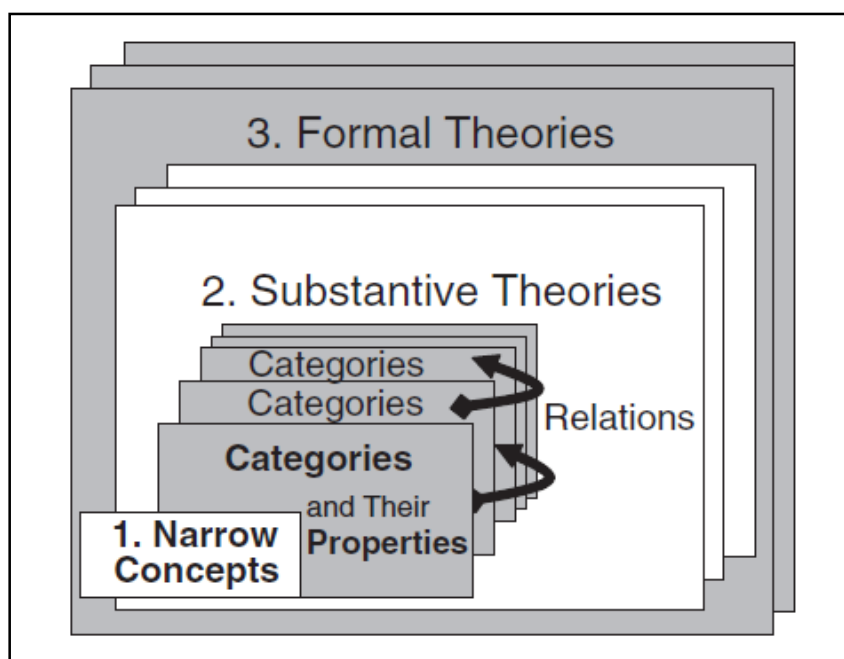 3. Formal Theories
2. Substantive Theories
Categories
Categories
Relations
Categories
and Their
Properties
1. Narrow
Concepts